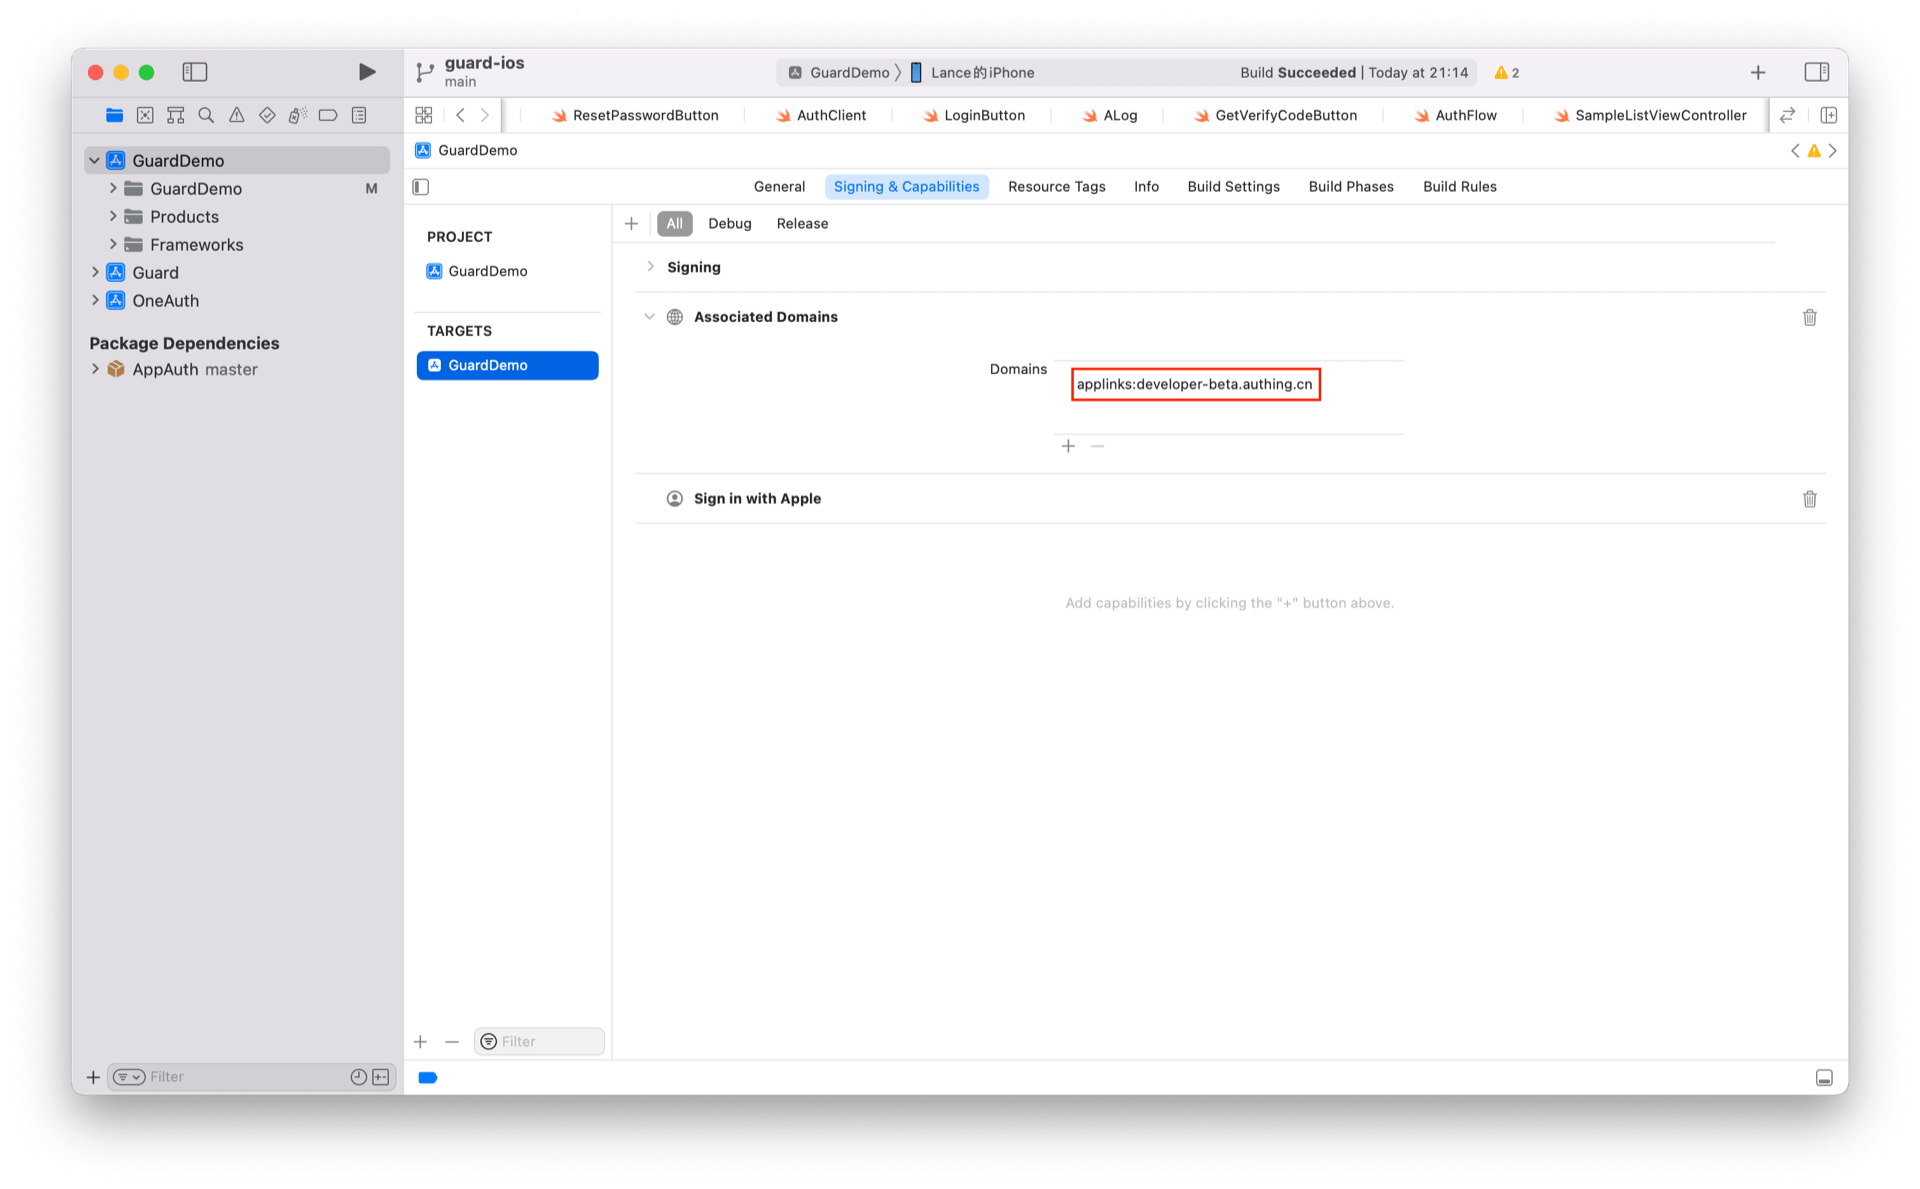 guard-ios
main
GuardDemo
Lance的iPhone
Build Succeeded | Today at 21:14
2
ResetPasswordButton
AuthClient
LoginButton
ALog
GetVerifyCodeButton
AuthFlow
SampleListViewController
GuardDemo
GuardDemo
GuardDemo
M
Products
Frameworks
Guard
OneAuth
Package Dependencies
AppAuth master
Filter
General
Signing & Capabilities
Resource Tags
Info
Build Settings
Build Phases
Build Rules
PROJECT
GuardDemo
TARGETS
GuardDemo
Filter
All
Debug
Release
Signing
Associated Domains
Domains
applinks:developer-beta.authing.cn
Sign in with Apple
Add capabilities by clicking the "+" button above.